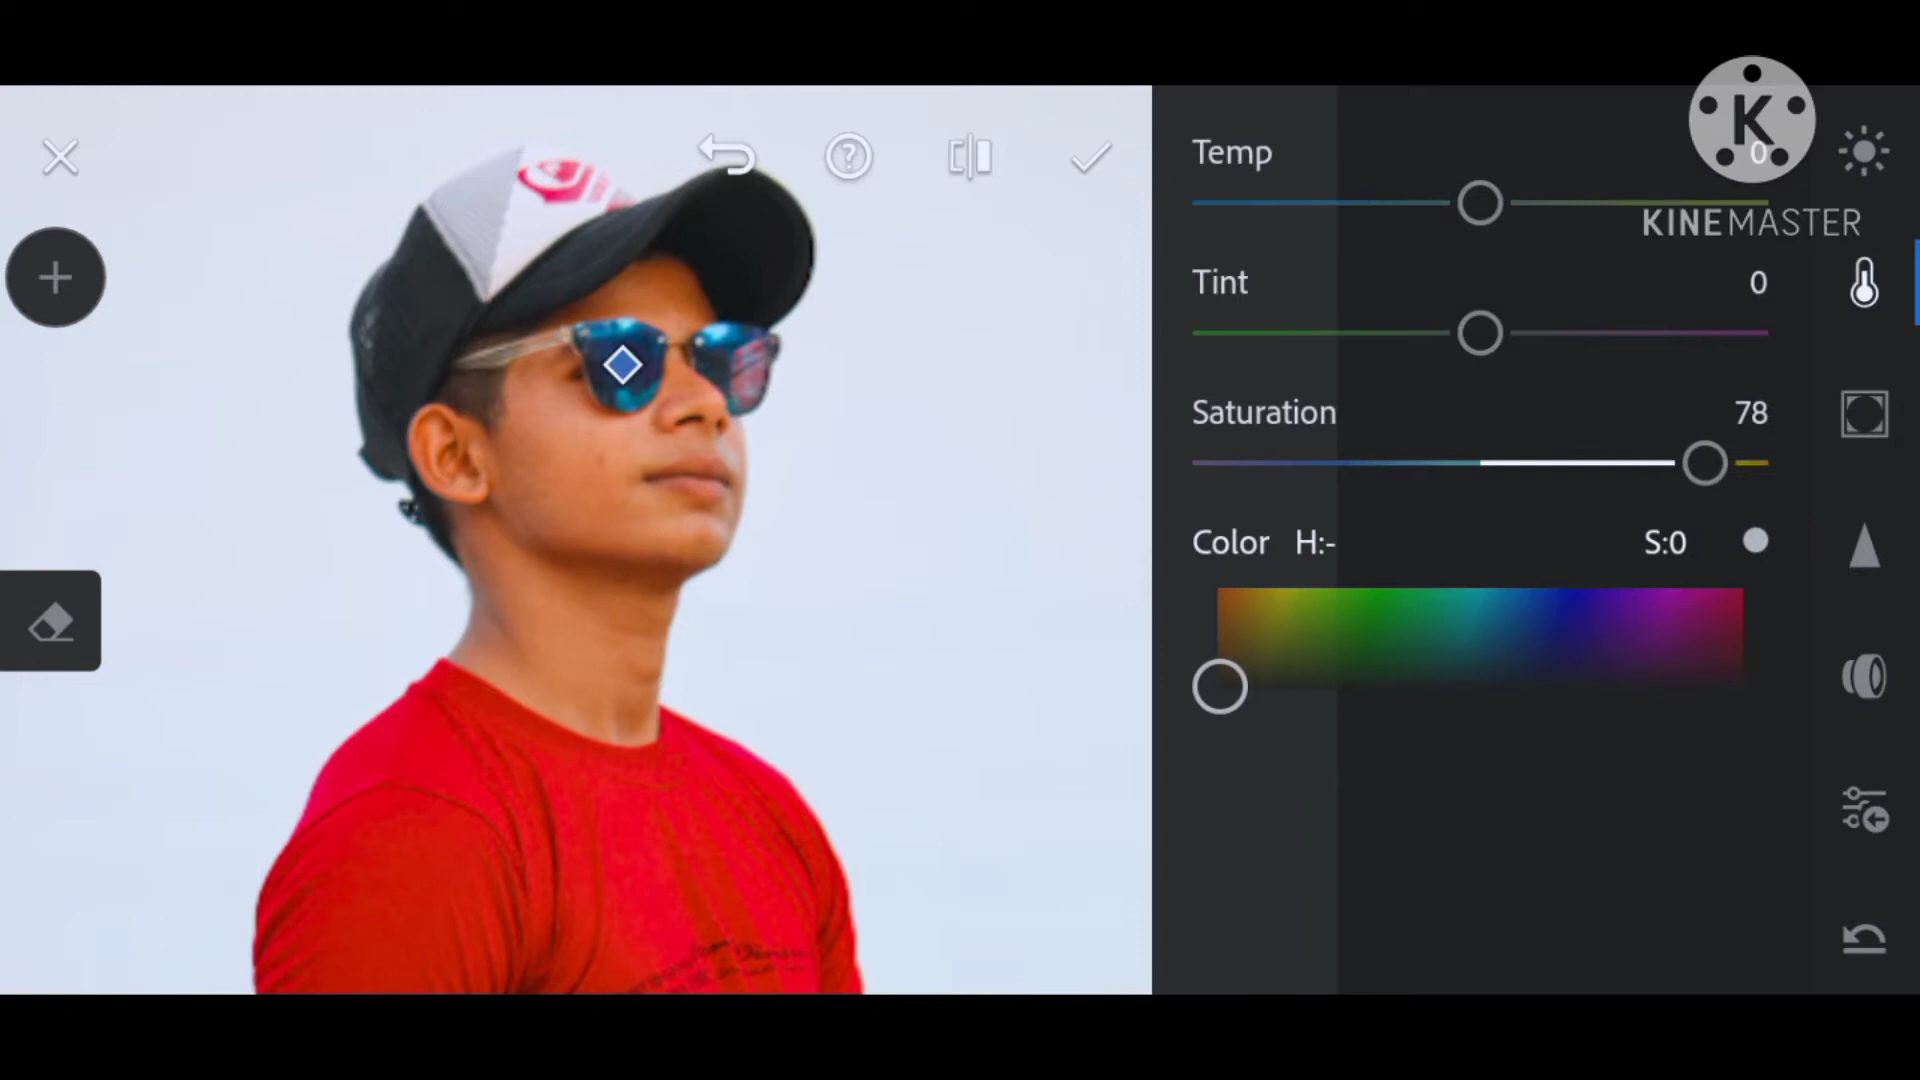 Temp
0
KINEMASTER
Tint
0
Saturation
78
Color H:- S:0